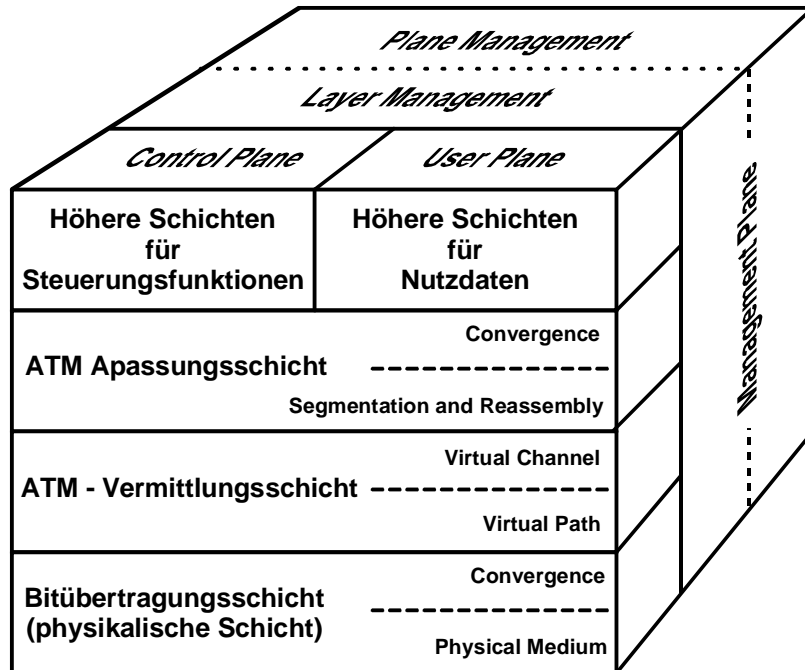 Plane Management
Layer Management
Control Plane
User Plane
Management Plane
Höhere Schichten
für
Steuerungsfunktionen
Höhere Schichten
für
Nutzdaten
ATM Apassungsschicht
Convergence
Segmentation and Reassembly
ATM - Vermittlungsschicht
Virtual Channel
Virtual Path
Bitübertragungsschicht
(physikalische Schicht)
Convergence
Physical Medium